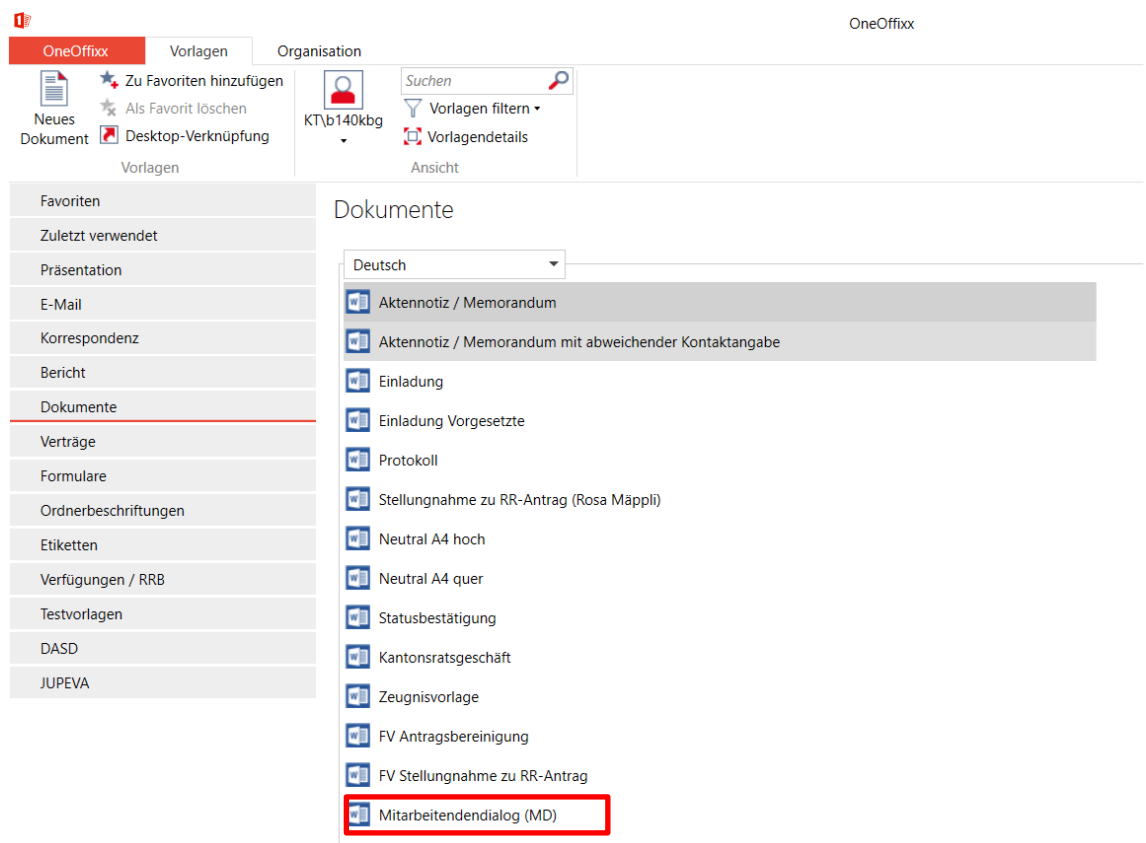 OneOffixx
OneOffixx Vorlagen Organisation
Neues Dokument
Zu Favoriten hinzufügen
Als Favorit löschen
Desktop-Verknüpfung
Vorlagen
KT\b140kbg
Suchen
Vorlagen filtern
Vorlagendetails
Ansicht
Favoriten
Zuletzt verwendet
Präsentation
E-Mail
Korrespondenz
Bericht
Dokumente
Verträge
Formulare
Ordnerbeschriftungen
Etiketten
Verfügungen / RRB
Testvorlagen
DASD
JUPEVA
Dokumente
Deutsch
Aktennotiz / Memorandum
Aktennotiz / Memorandum mit abweichender Kontaktangabe
Einladung
Einladung Vorgesetzte
Protokoll
Stellungnahme zu RR-Antrag (Rosa Mäppli)
Neutral A4 hoch
Neutral A4 quer
Statusbestätigung
Kantonsratsgeschäft
Zeugnisvorlage
FV Antragsbereinigung
FV Stellungnahme zu RR-Antrag
Mitarbeitendendialog (MD)